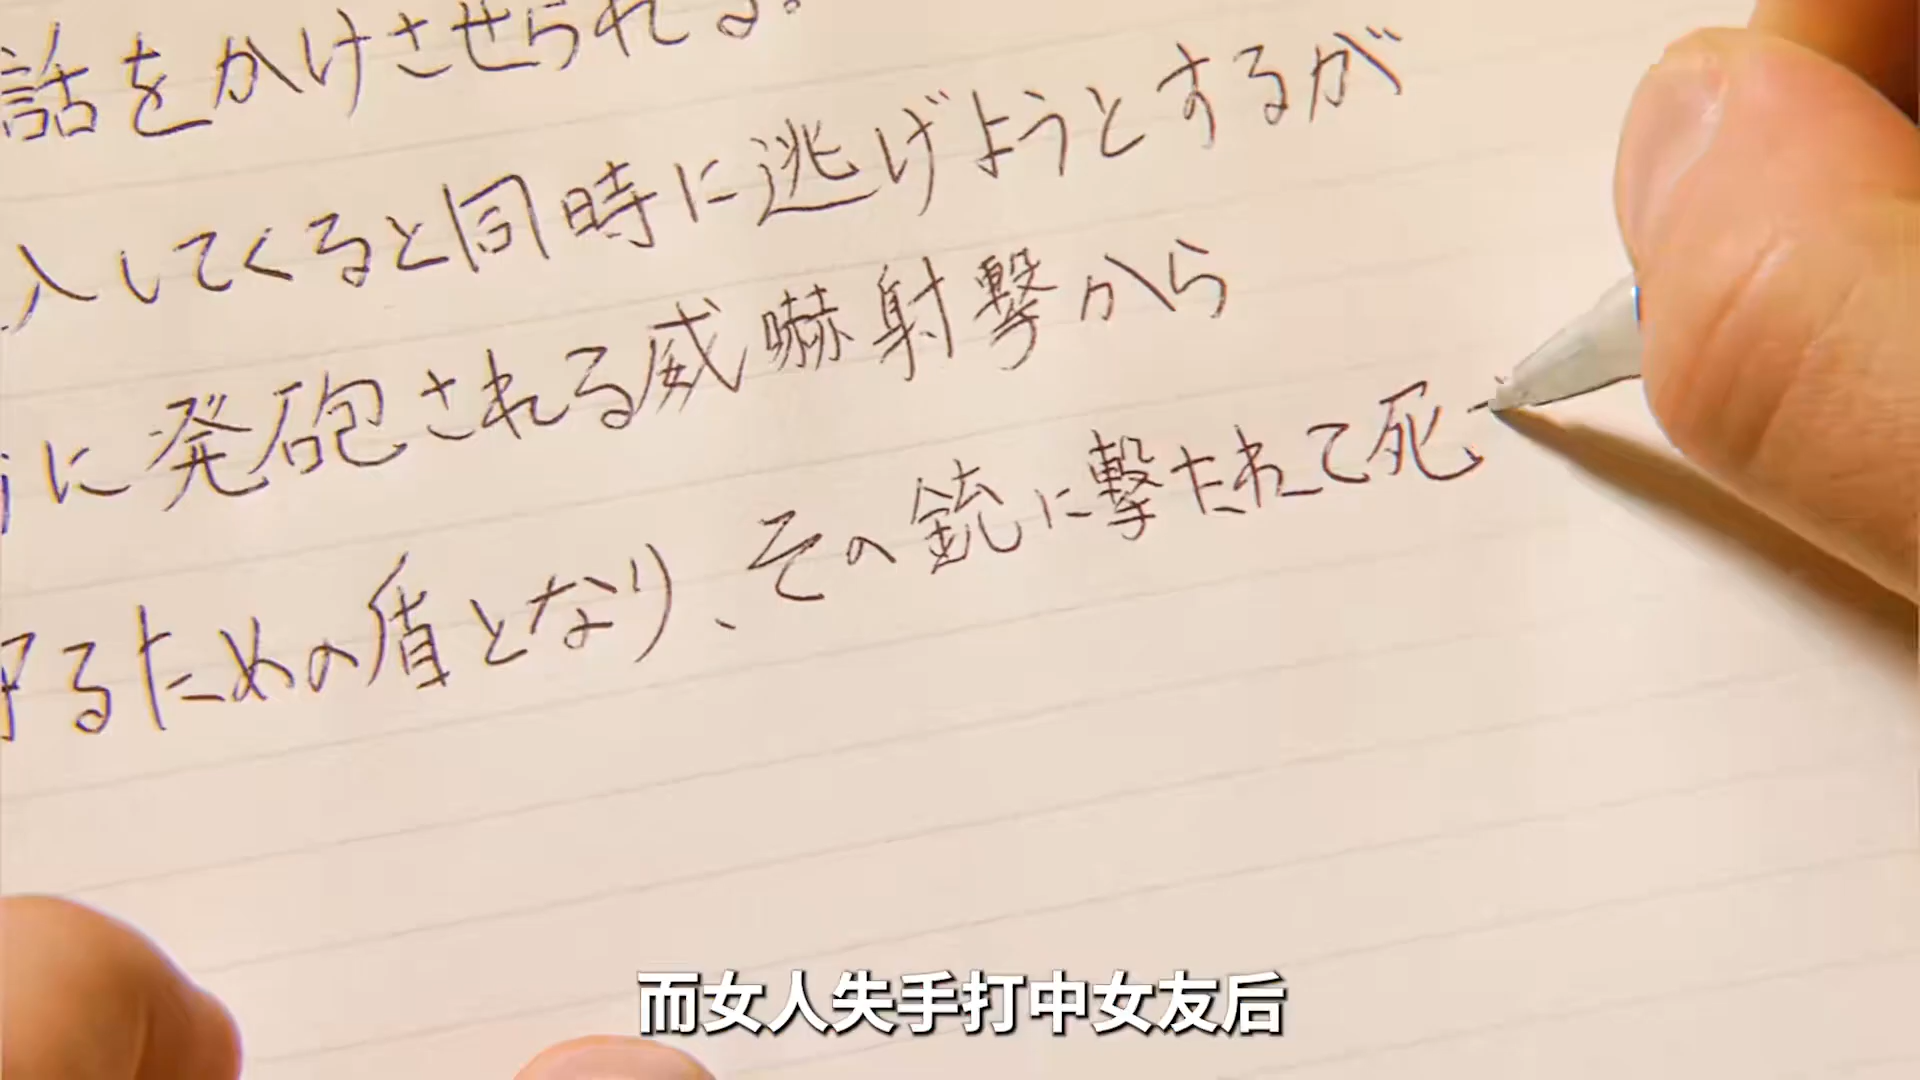 話をかけさせられる。
入してくると同時に逃げようとするが
に発砲される威嚇射撃から
守るための盾となり、その銃に撃たれて死
而女人失手打中女友后